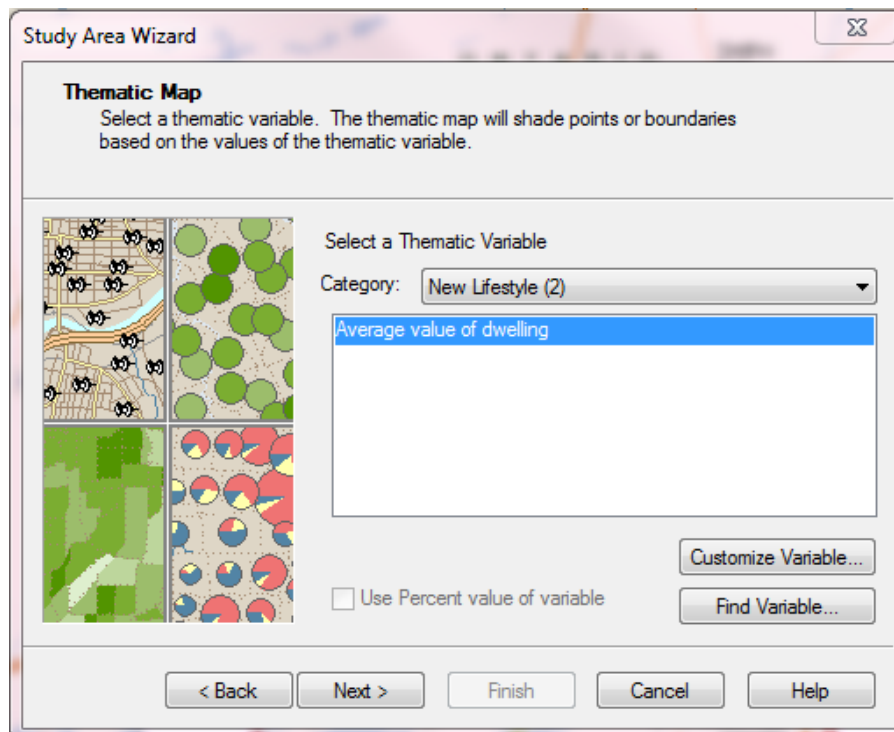 Study Area Wizard
Thematic Map
Select a thematic variable.  The thematic map will shade points or boundaries
based on the values of the thematic variable.
Select a Thematic Variable
Category: New Lifestyle (2)
Average value of dwelling
Customize Variable...
Use Percent value of variable
Find Variable...
< Back Next > Finish Cancel Help